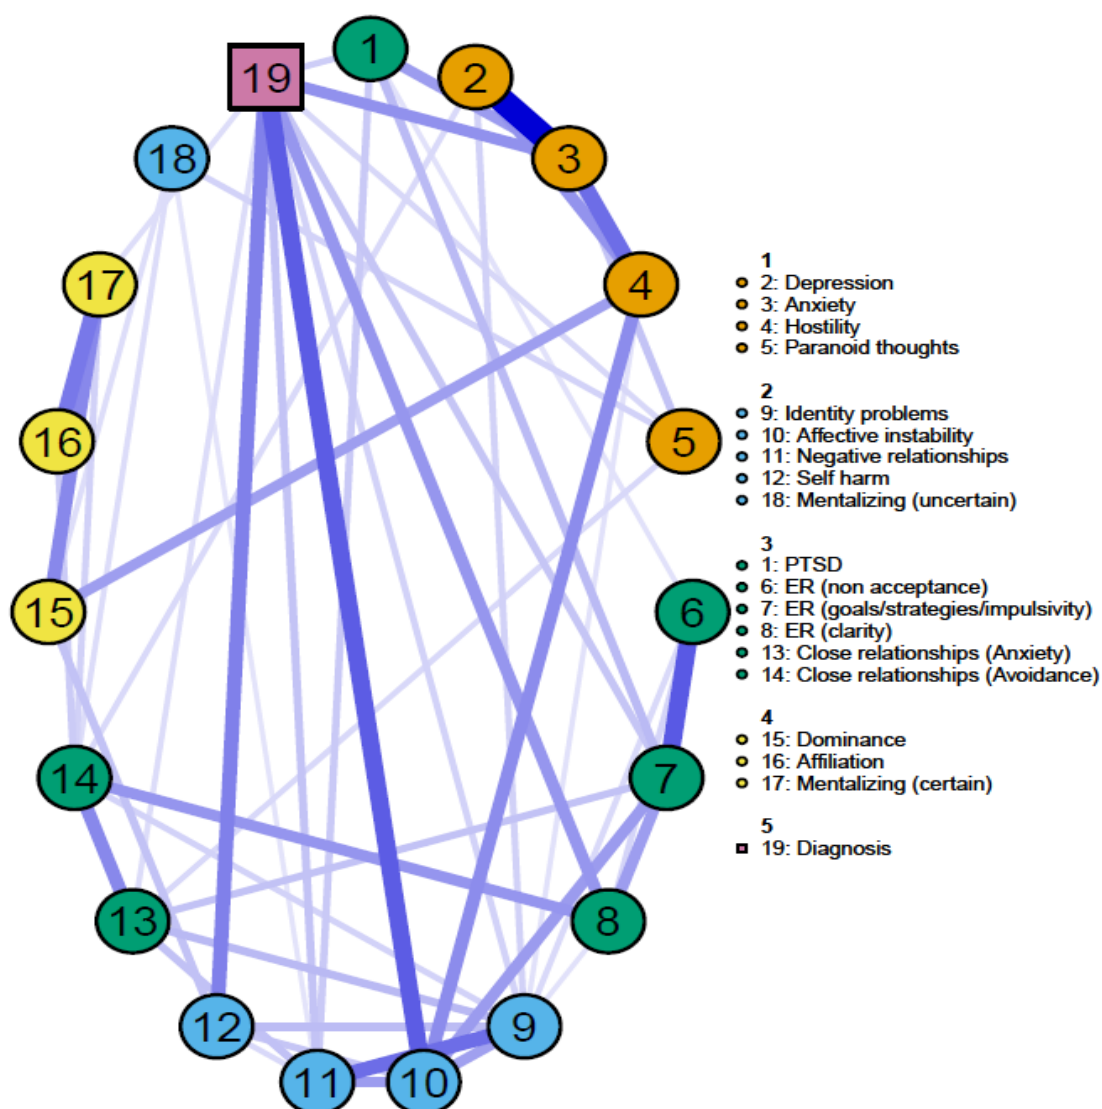 1
2
19
3
18
4
17
5
16
6
15
7
14
8
13
9
12
10
11
1
2: Depression
3: Anxiety
4: Hostility
5: Paranoid thoughts
2
9: Identity problems
10: Affective instability
11: Negative relationships
12: Self harm
18: Mentalizing (uncertain)
3
1: PTSD
6: ER (non acceptance)
7: ER (goals/strategies/impulsivity)
8: ER (clarity)
13: Close relationships (Anxiety)
14: Close relationships (Avoidance)
4
15: Dominance
16: Affiliation
17: Mentalizing (certain)
5
19: Diagnosis